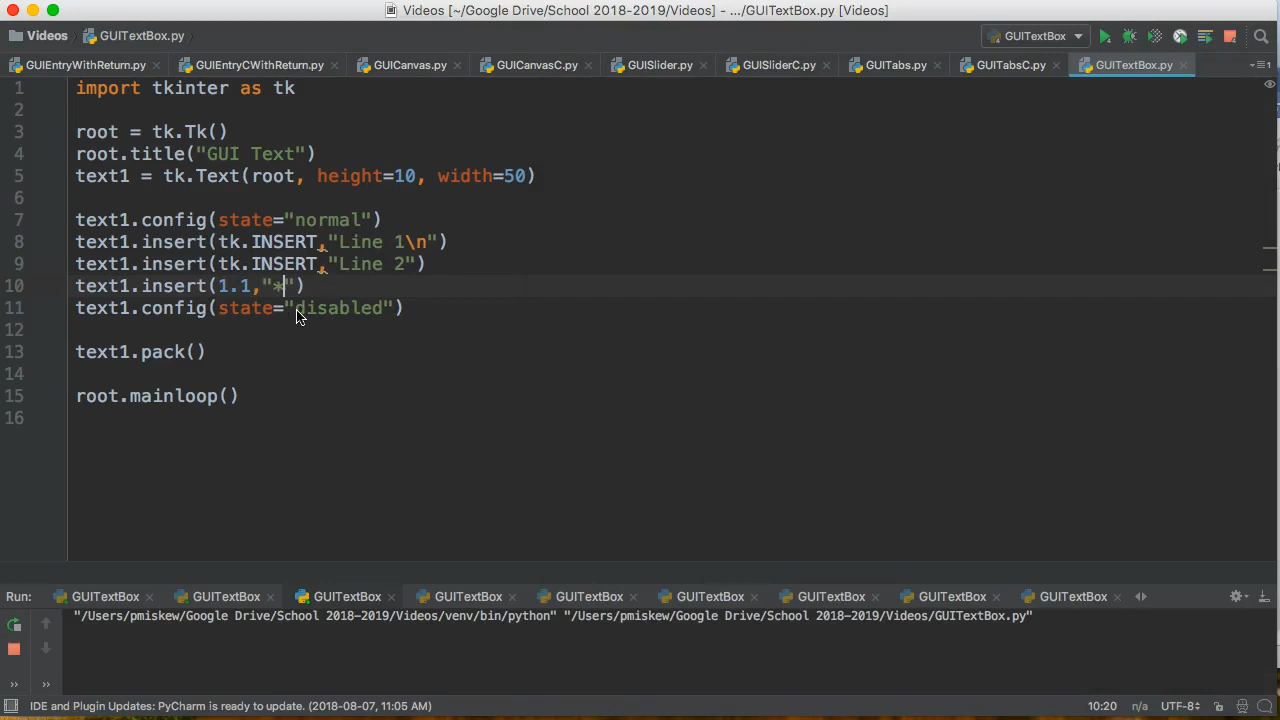 Videos [~/Google Drive/School 2018-2019/Videos] - .../GUITextBox.py [Videos]
Videos GUITextBox.py GUITextBox
GUIEntryWithReturn.py GUIEntryCWithReturn.py GUICanvas.py GUICanvasC.py GUISlider.py GUISliderC.py GUITabs.py GUITabsC.py GUITextBox.py
1 import tkinter as tk
2
3 root = tk.Tk()
4 root.title("GUI Text")
5 text1 = tk.Text(root, height=10, width=50)
6
7 text1.config(state="normal")
8 text1.insert(tk.INSERT,"Line 1\n")
9 text1.insert(tk.INSERT,"Line 2")
10 text1.insert(1.1,"*")
11 text1.config(state="disabled")
12
13 text1.pack()
14
15 root.mainloop()
16
Run: GUITextBox GUITextBox GUITextBox GUITextBox GUITextBox GUITextBox GUITextBox GUITextBox GUITextBox
"/Users/pmiskew/Google Drive/School 2018-2019/Videos/venv/bin/python" "/Users/pmiskew/Google Drive/School 2018-2019/Videos/GUITextBox.py"
IDE and Plugin Updates: PyCharm is ready to update. (2018-08-07, 11:05 AM) 10:20 n/a UTF-8